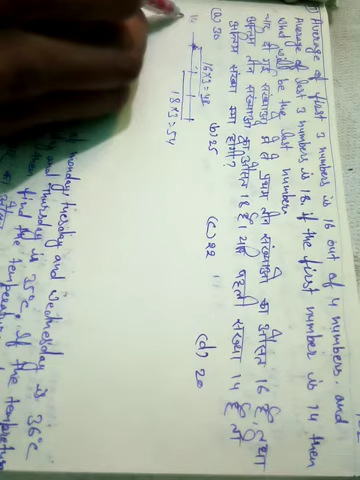 Average of first 3 numbers is 16 out of 4 numbers. and
Average of last 3 numbers is 18. if the first number is 14 then
what will be the last number.
चार दी गई संख्याओं में से प्रथम तीन संख्याओं का औसत 16 है, तथा
अन्तिम तीन संख्याओं का औसत 18 है। यदि पहली संख्या 14 है तो
अन्तिम संख्या क्या होगी?
(a) 30 (b) 25 (c) 22 (d) 20
16×3=48
18×3=54
monday tuesday and wednesday is 36°C
and thursday is 35°C. If the
find the temperature